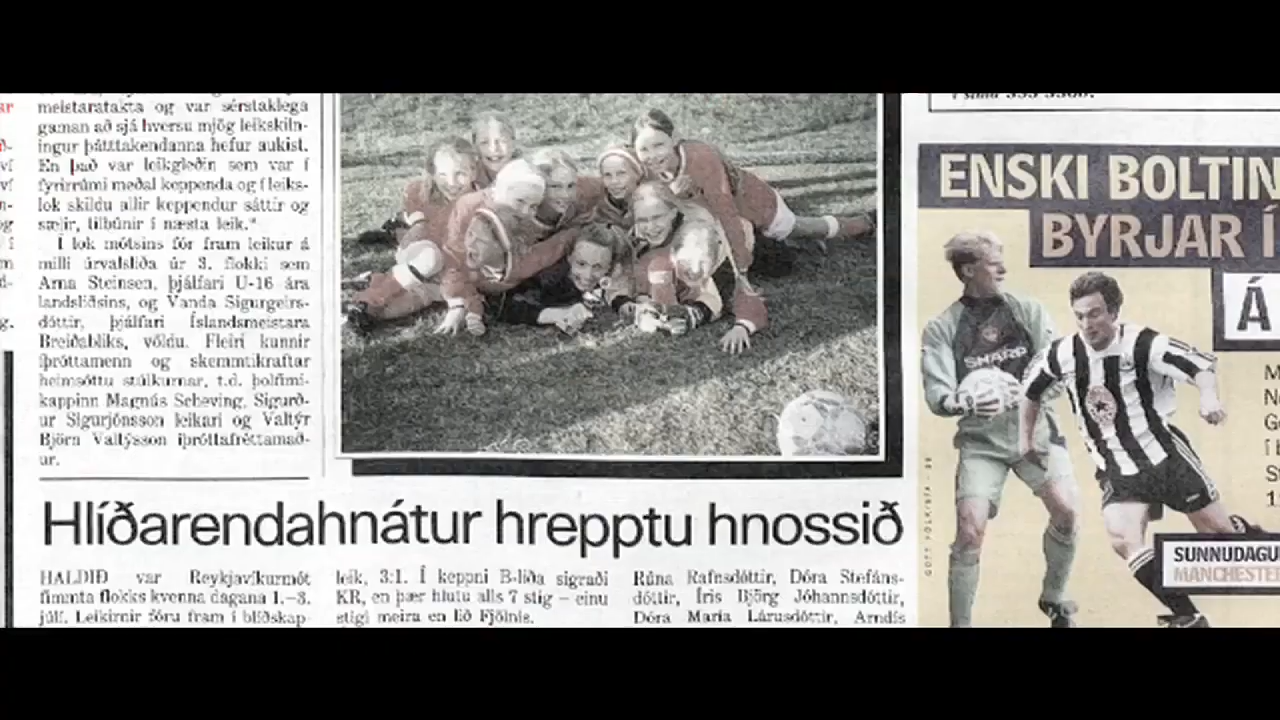 meistaratakta og var sérstaklega
gaman að sjá hversu mjög leikskiln-
ingur þátttakendanna hefur aukist.
En það var leikgleðin sem var í
fyrirrúmi meðal keppenda og í leiks-
lok skildu allir keppendur sáttir og
sælir, tilbúnir í næsta leik."
Í lok mótsins fór fram leikur á
milli úrvalsliða úr 3. flokki sem
Arna Steinsen, þjálfari U-16 ára
landsliðsins, og Vanda Sigurgeirs-
dóttir, þjálfari Íslandsmeistara
Breiðabliks, völdu. Fleiri kunnir
íþróttamenn og skemmtikraftar
heimsóttu stúlkurnar, t.d. þolfimi-
kappinn Magnús Scheving, Sigurð-
ur Sigurjónsson leikari og Valtýr
Björn Valtýsson íþróttafréttamað-
ur.
Hlíðarendahnátur hrepptu hnossið
HALDIÐ var Reykjavíkurmót
fimmta flokks kvenna dagana 1.–3.
júlí. Leikirnir fóru fram í blíðskap-
leik, 3:1. Í keppni B-liða sigraði
KR, en þær hlutu alls 7 stig – einu
stigi meira en lið Fjölnis.
Rúna Rafnsdóttir, Dóra Stefáns-
dóttir, Íris Björg Jóhannsdóttir,
Dóra María Lárusdóttir, Arndís
ENSKI BOLTIN
BYRJAR Í
Á
SHARP
SUNNUDAGU
MANCHESTE